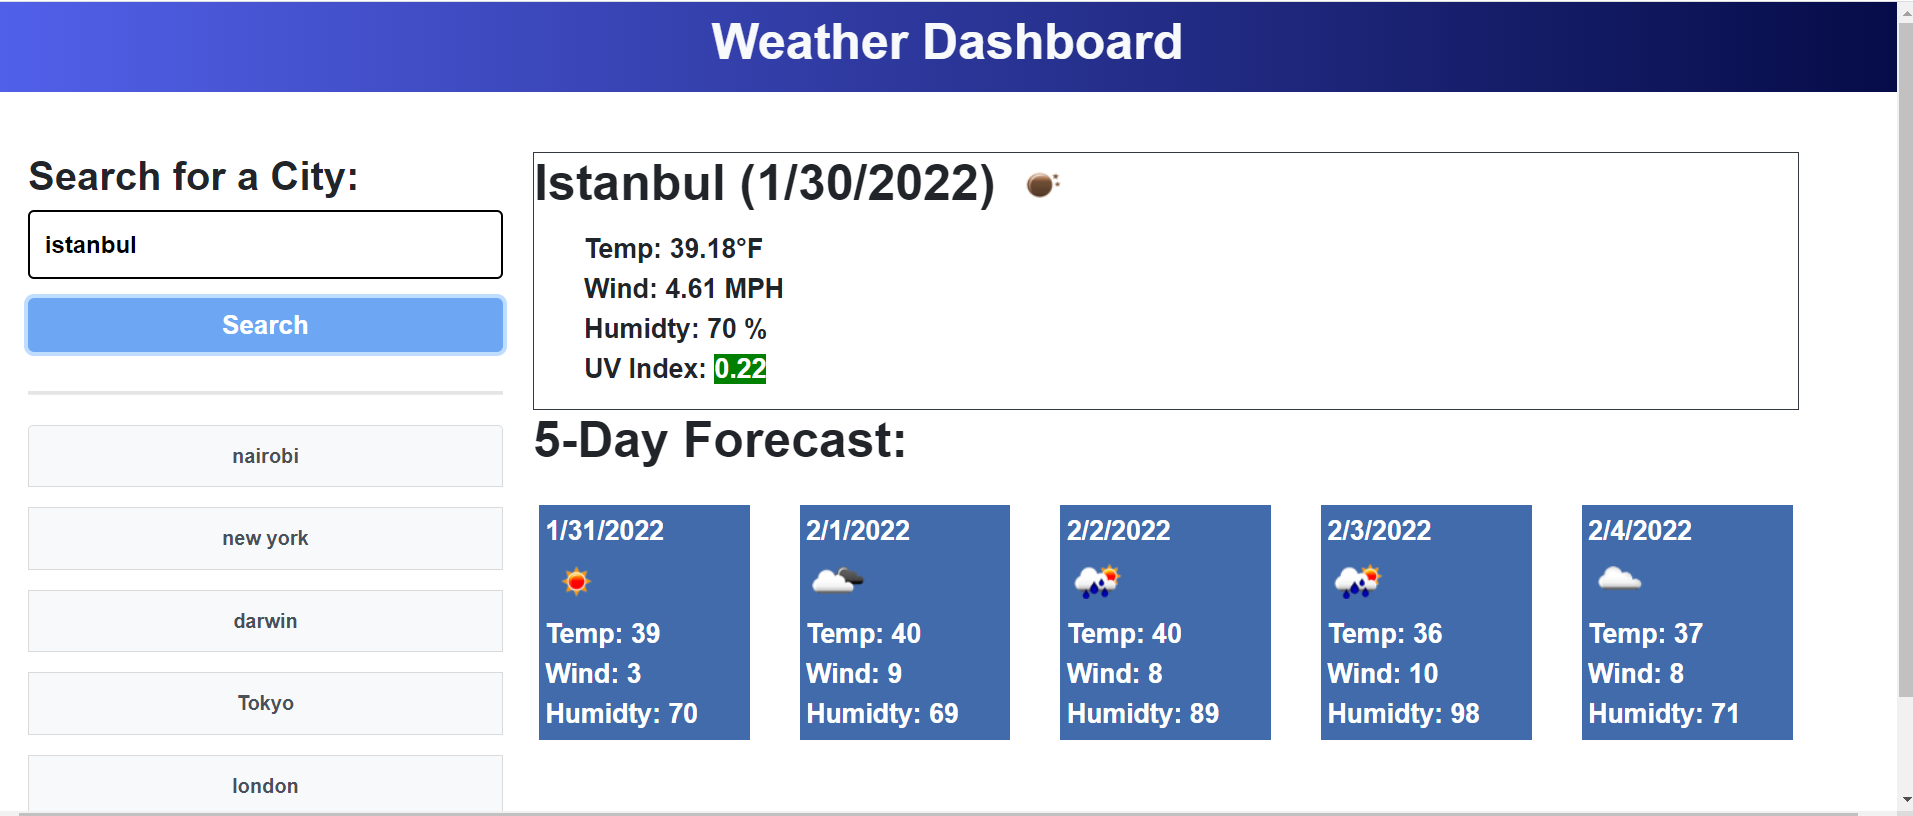 Weather Dashboard
Search for a City:
istanbul
Search
nairobi
new york
darwin
Tokyo
london
Istanbul (1/30/2022)
Temp: 39.18°F
Wind: 4.61 MPH
Humidty: 70 %
UV Index: 0.22
5-Day Forecast:
1/31/2022
Temp: 39
Wind: 3
Humidty: 70
2/1/2022
Temp: 40
Wind: 9
Humidty: 69
2/2/2022
Temp: 40
Wind: 8
Humidty: 89
2/3/2022
Temp: 36
Wind: 10
Humidty: 98
2/4/2022
Temp: 37
Wind: 8
Humidty: 71